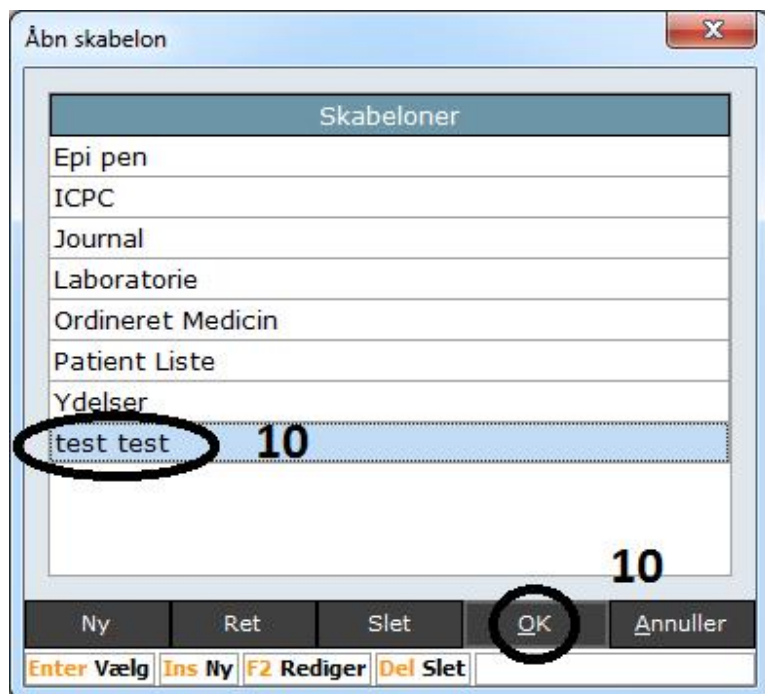 Åbn skabelon
X
Skabeloner
Epi pen
ICPC
Journal
Laboratorie
Ordineret Medicin
Patient Liste
Ydelser
test test 10
10
Ny Ret Slet OK Annuller
Enter Vælg Ins Ny F2 Rediger Del Slet